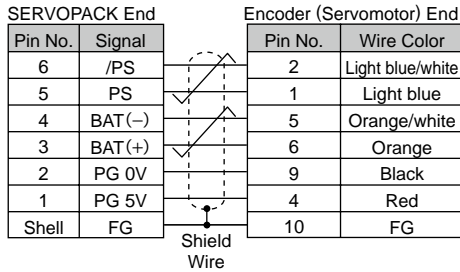 SERVOPACK End Encoder (Servomotor) End
Pin No. Signal Pin No. Wire Color
6 /PS 2 Light blue/white
5 PS 1 Light blue
4 BAT(−) 5 Orange/white
3 BAT(+) 6 Orange
2 PG 0V 9 Black
1 PG 5V 4 Red
Shell FG 10 FG
Shield
Wire